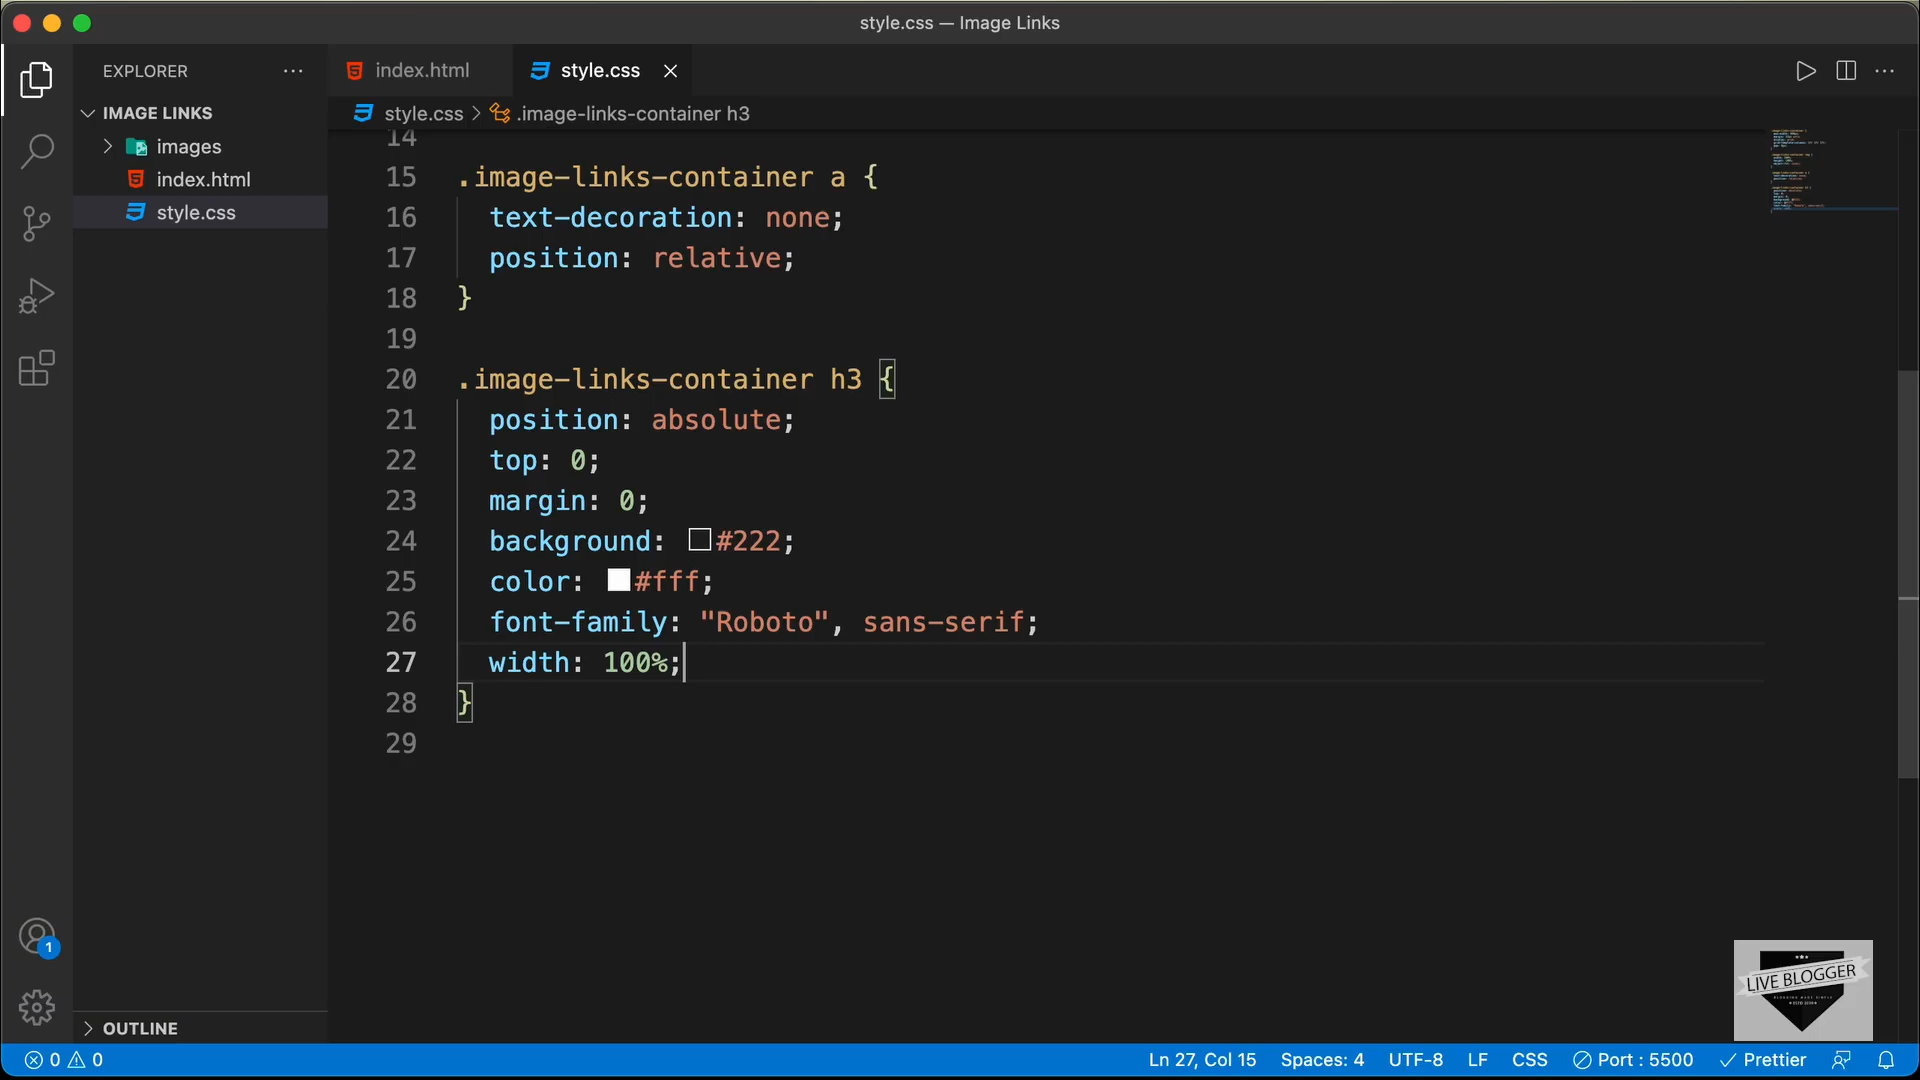 style.css — Image Links
EXPLORER
index.html
style.css
IMAGE LINKS
style.css > .image-links-container h3
images
index.html
style.css
14
15 .image-links-container a {
16 text-decoration: none;
17 position: relative;
18 }
19
20 .image-links-container h3 {
21 position: absolute;
22 top: 0;
23 margin: 0;
24 background: #222;
25 color: #fff;
26 font-family: "Roboto", sans-serif;
27 width: 100%;
28 }
29
1
LIVE BLOGGER
OUTLINE
0 0
Ln 27, Col 15
Spaces: 4
UTF-8
LF
CSS
Port : 5500
Prettier